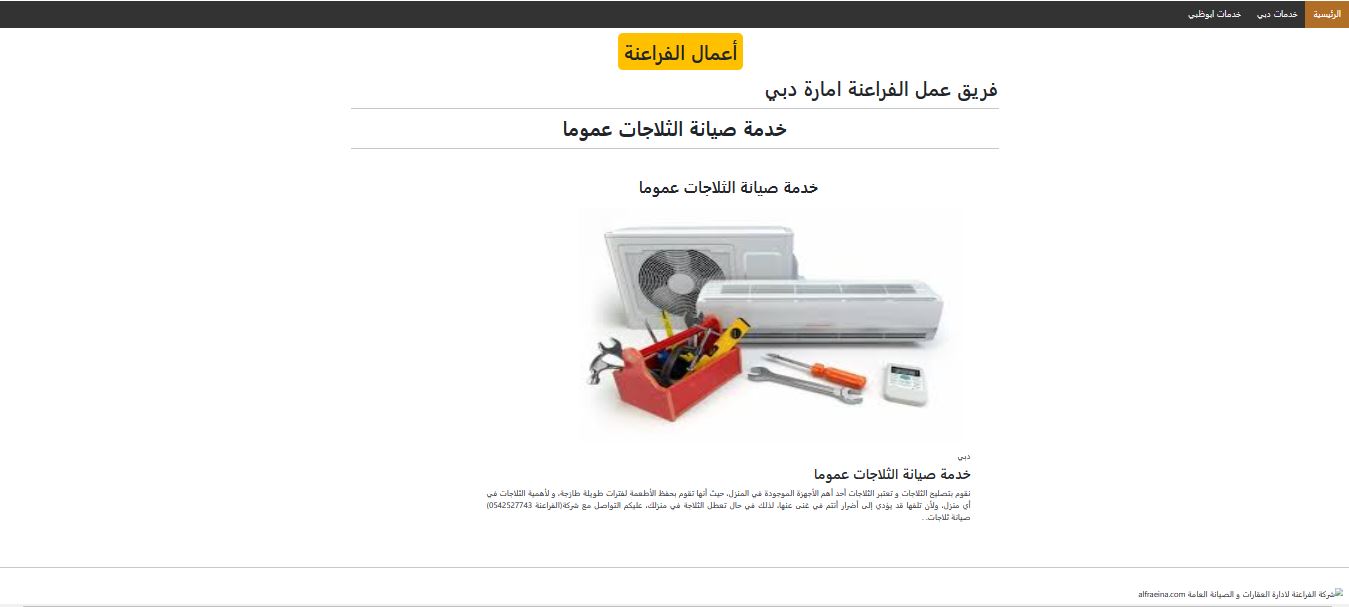 الرئيسية
خدمات دبي
خدمات ابوظبي
أعمال الفراعنة
فريق عمل الفراعنة امارة دبي
خدمة صيانة الثلاجات عموما
خدمة صيانة الثلاجات عموما
دبي
خدمة صيانة الثلاجات عموما
نقوم بتصليح الثلاجات و تعتبر الثلاجات أحد أهم الأجهزة الموجودة في المنزل، حيث أنها تقوم بحفظ الأطعمة لفترات طويلة طازجة، و لأهمية الثلاجات في
أي منزل، ولأن تلفها قد يؤدي إلى أضرار أنتم في غنى عنها، لذلك في حال تعطل الثلاجة في منزلك، عليكم التواصل مع شركة(الفراعنة 0542527743)
صيانة ثلاجات..
شركة الفراعنة لادارة العقارات و الصيانة العامة alfraeina.com